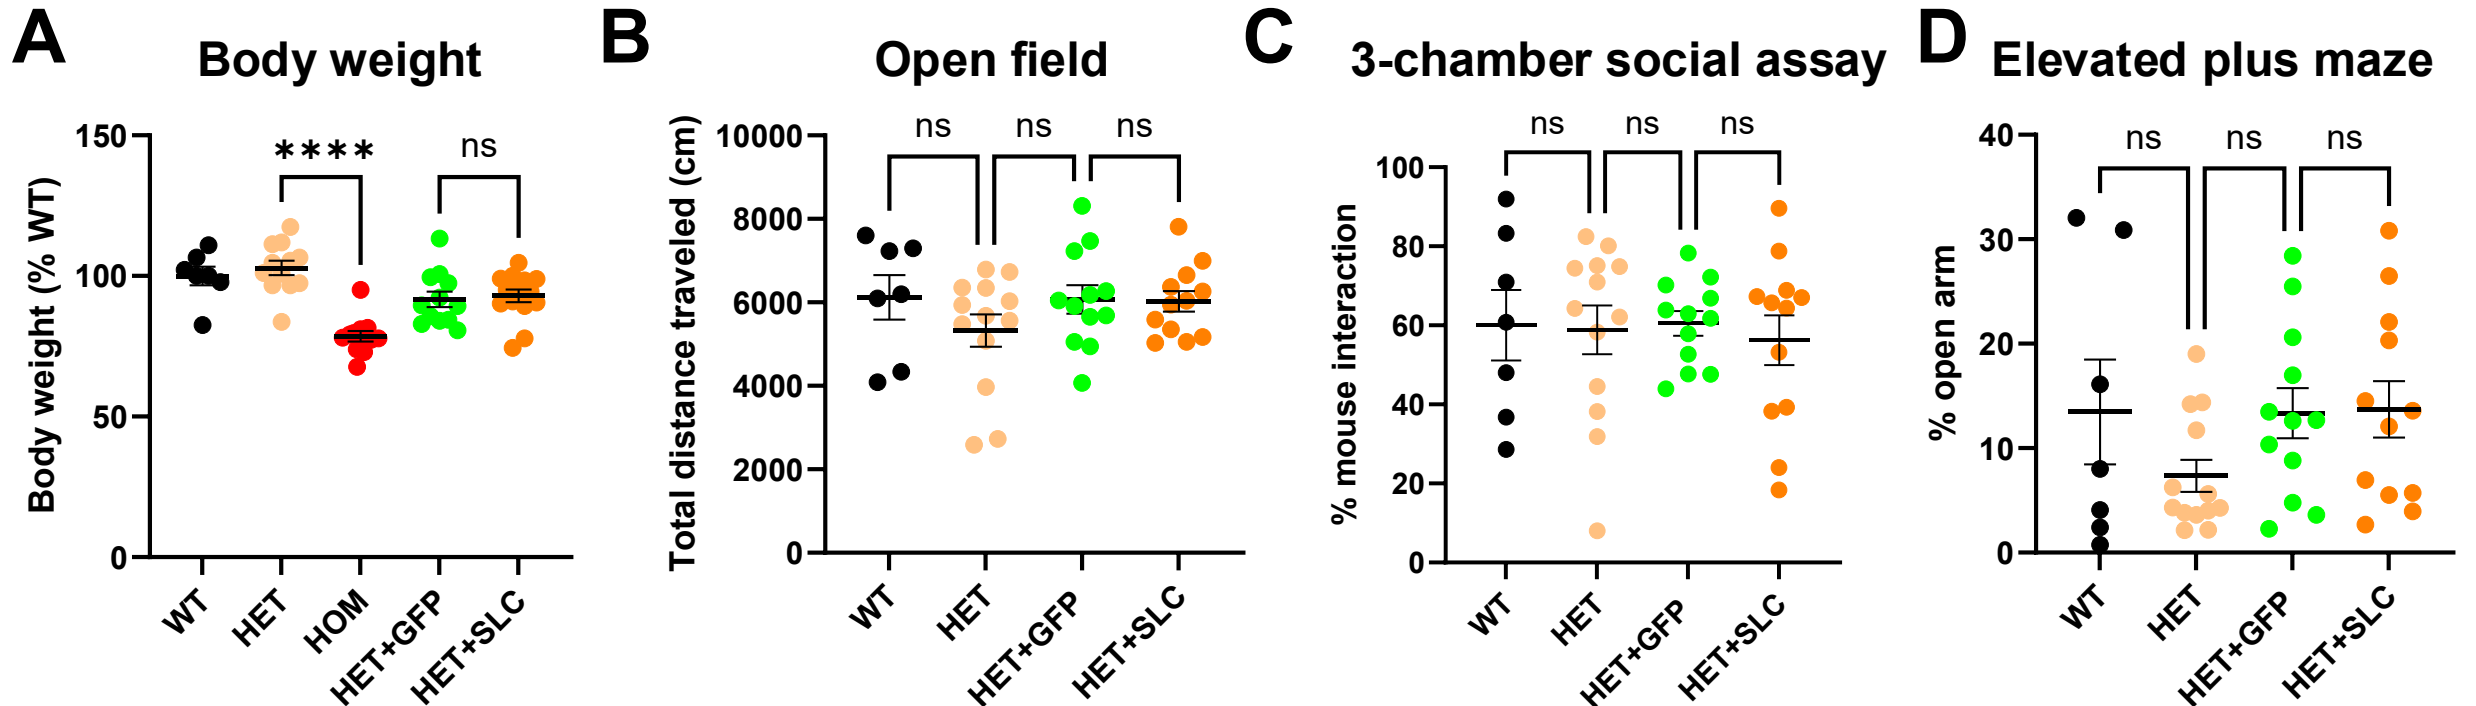 A
Body weight
Body weight (% WT)
150
100
50
0
****
ns
WT
HET
HOM
HET+GFP
HET+SLC
B
Open field
Total distance traveled (cm)
10000
8000
6000
4000
2000
0
ns
ns
ns
WT
HET
HET+GFP
HET+SLC
C
3-chamber social assay
% mouse interaction
100
80
60
40
20
0
ns
ns
ns
WT
HET
HET+GFP
HET+SLC
D
Elevated plus maze
% open arm
40
30
20
10
0
ns
ns
ns
WT
HET
HET+GFP
HET+SLC